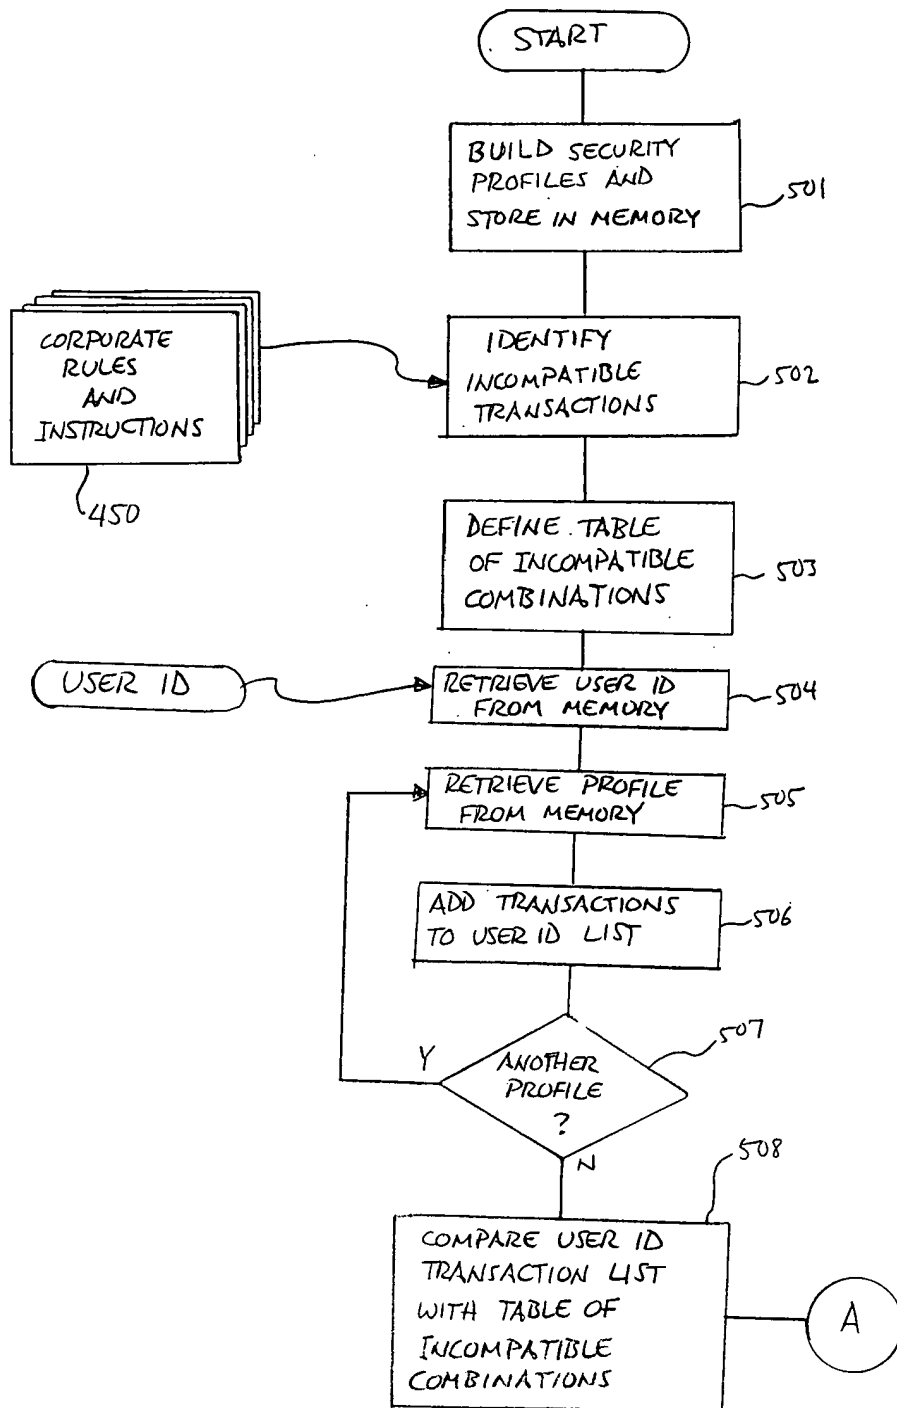 START
BUILD SECURITY
PROFILES AND
STORE IN MEMORY
501
CORPORATE
RULES
AND
INSTRUCTIONS
450
IDENTIFY
INCOMPATIBLE
TRANSACTIONS
502
DEFINE TABLE
OF INCOMPATIBLE
COMBINATIONS
503
USER ID
RETRIEVE USER ID
FROM MEMORY
504
RETRIEVE PROFILE
FROM MEMORY
505
ADD TRANSACTIONS
TO USER ID LIST
506
Y
ANOTHER
PROFILE
?
507
N
508
COMPARE USER ID
TRANSACTION LIST
WITH TABLE OF
INCOMPATIBLE
COMBINATIONS
A